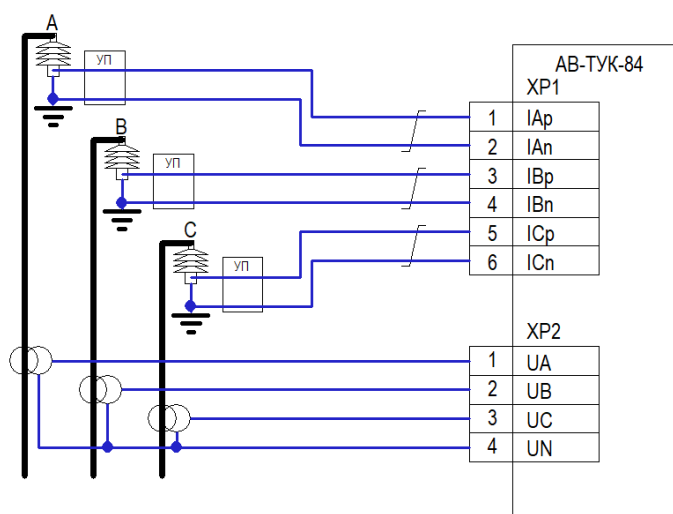 A
УП
АВ-ТУК-84
XP1
1 IAp
2 IAn
B
УП
3 IBp
4 IBn
C
УП
5 ICp
6 ICn
XP2
1 UA
2 UB
3 UC
4 UN